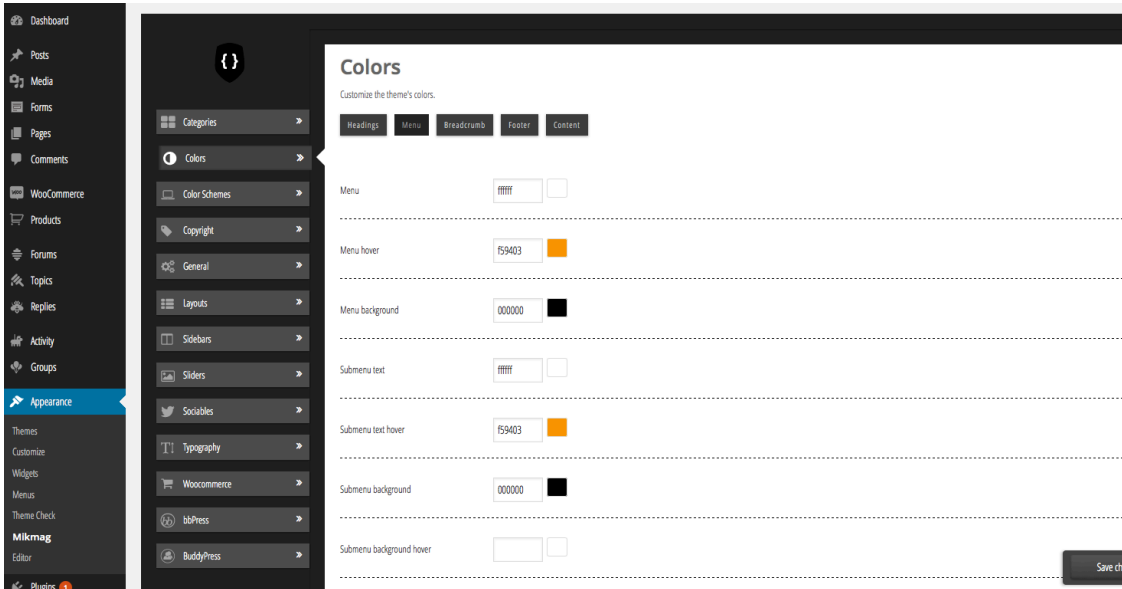 Dashboard
Posts
Media
Forms
Pages
Comments
WooCommerce
Products
Forums
Topics
Replies
Activity
Groups
Appearance
Themes
Customize
Widgets
Menus
Theme Check
Mikmag
Editor
Plugins 1
{ }
Categories »
Colors »
Color Schemes »
Copyright »
General »
Layouts »
Sidebars »
Sliders »
Sociables »
Typography »
Woocommerce »
bbPress »
BuddyPress »
Colors
Customize the theme's colors.
Headings Menu Breadcrumb Footer Content
Menu ffffff
Menu hover f59403
Menu background 000000
Submenu text ffffff
Submenu text hover f59403
Submenu background 000000
Submenu background hover
Save ch